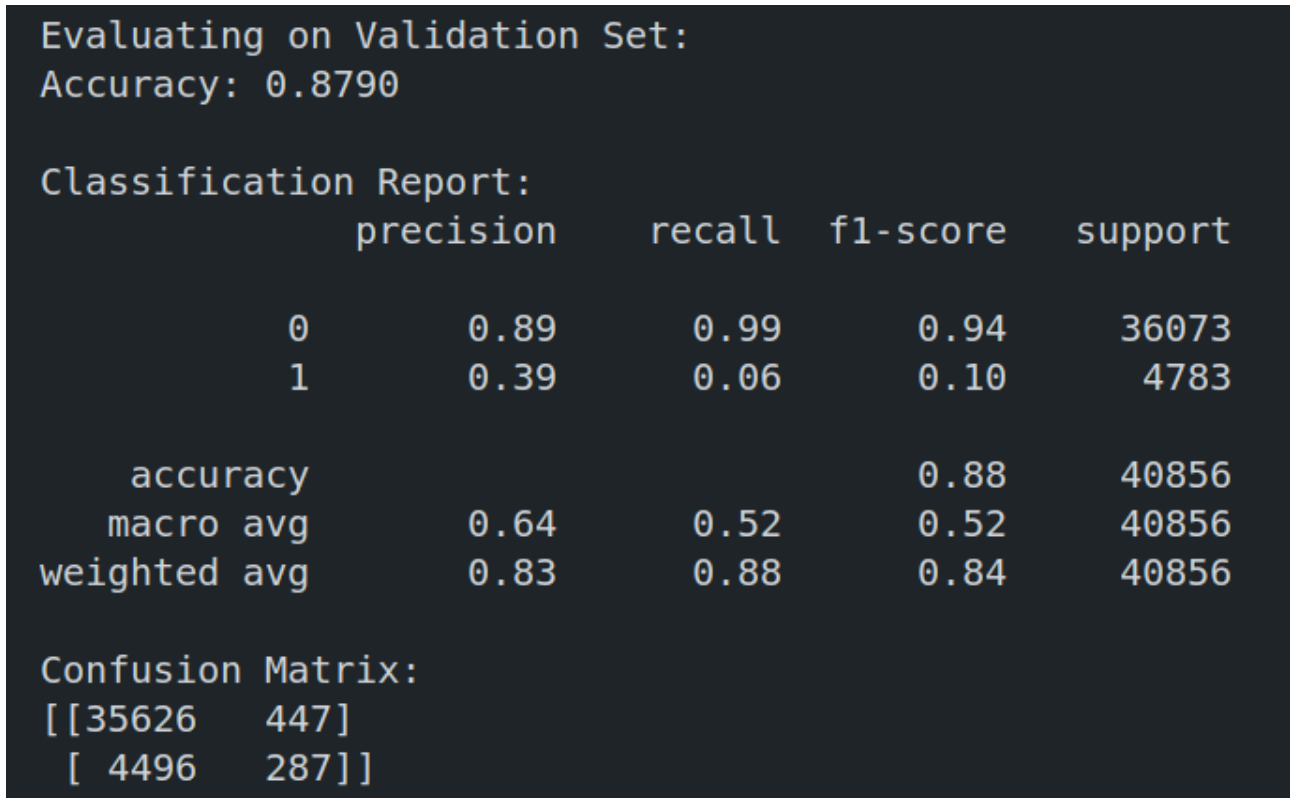 Evaluating on Validation Set:
Accuracy: 0.8790
Classification Report:
precision recall f1-score support
0 0.89 0.99 0.94 36073
1 0.39 0.06 0.10 4783
accuracy 0.88 40856
macro avg 0.64 0.52 0.52 40856
weighted avg 0.83 0.88 0.84 40856
Confusion Matrix:
[[35626 447]
[ 4496 287]]